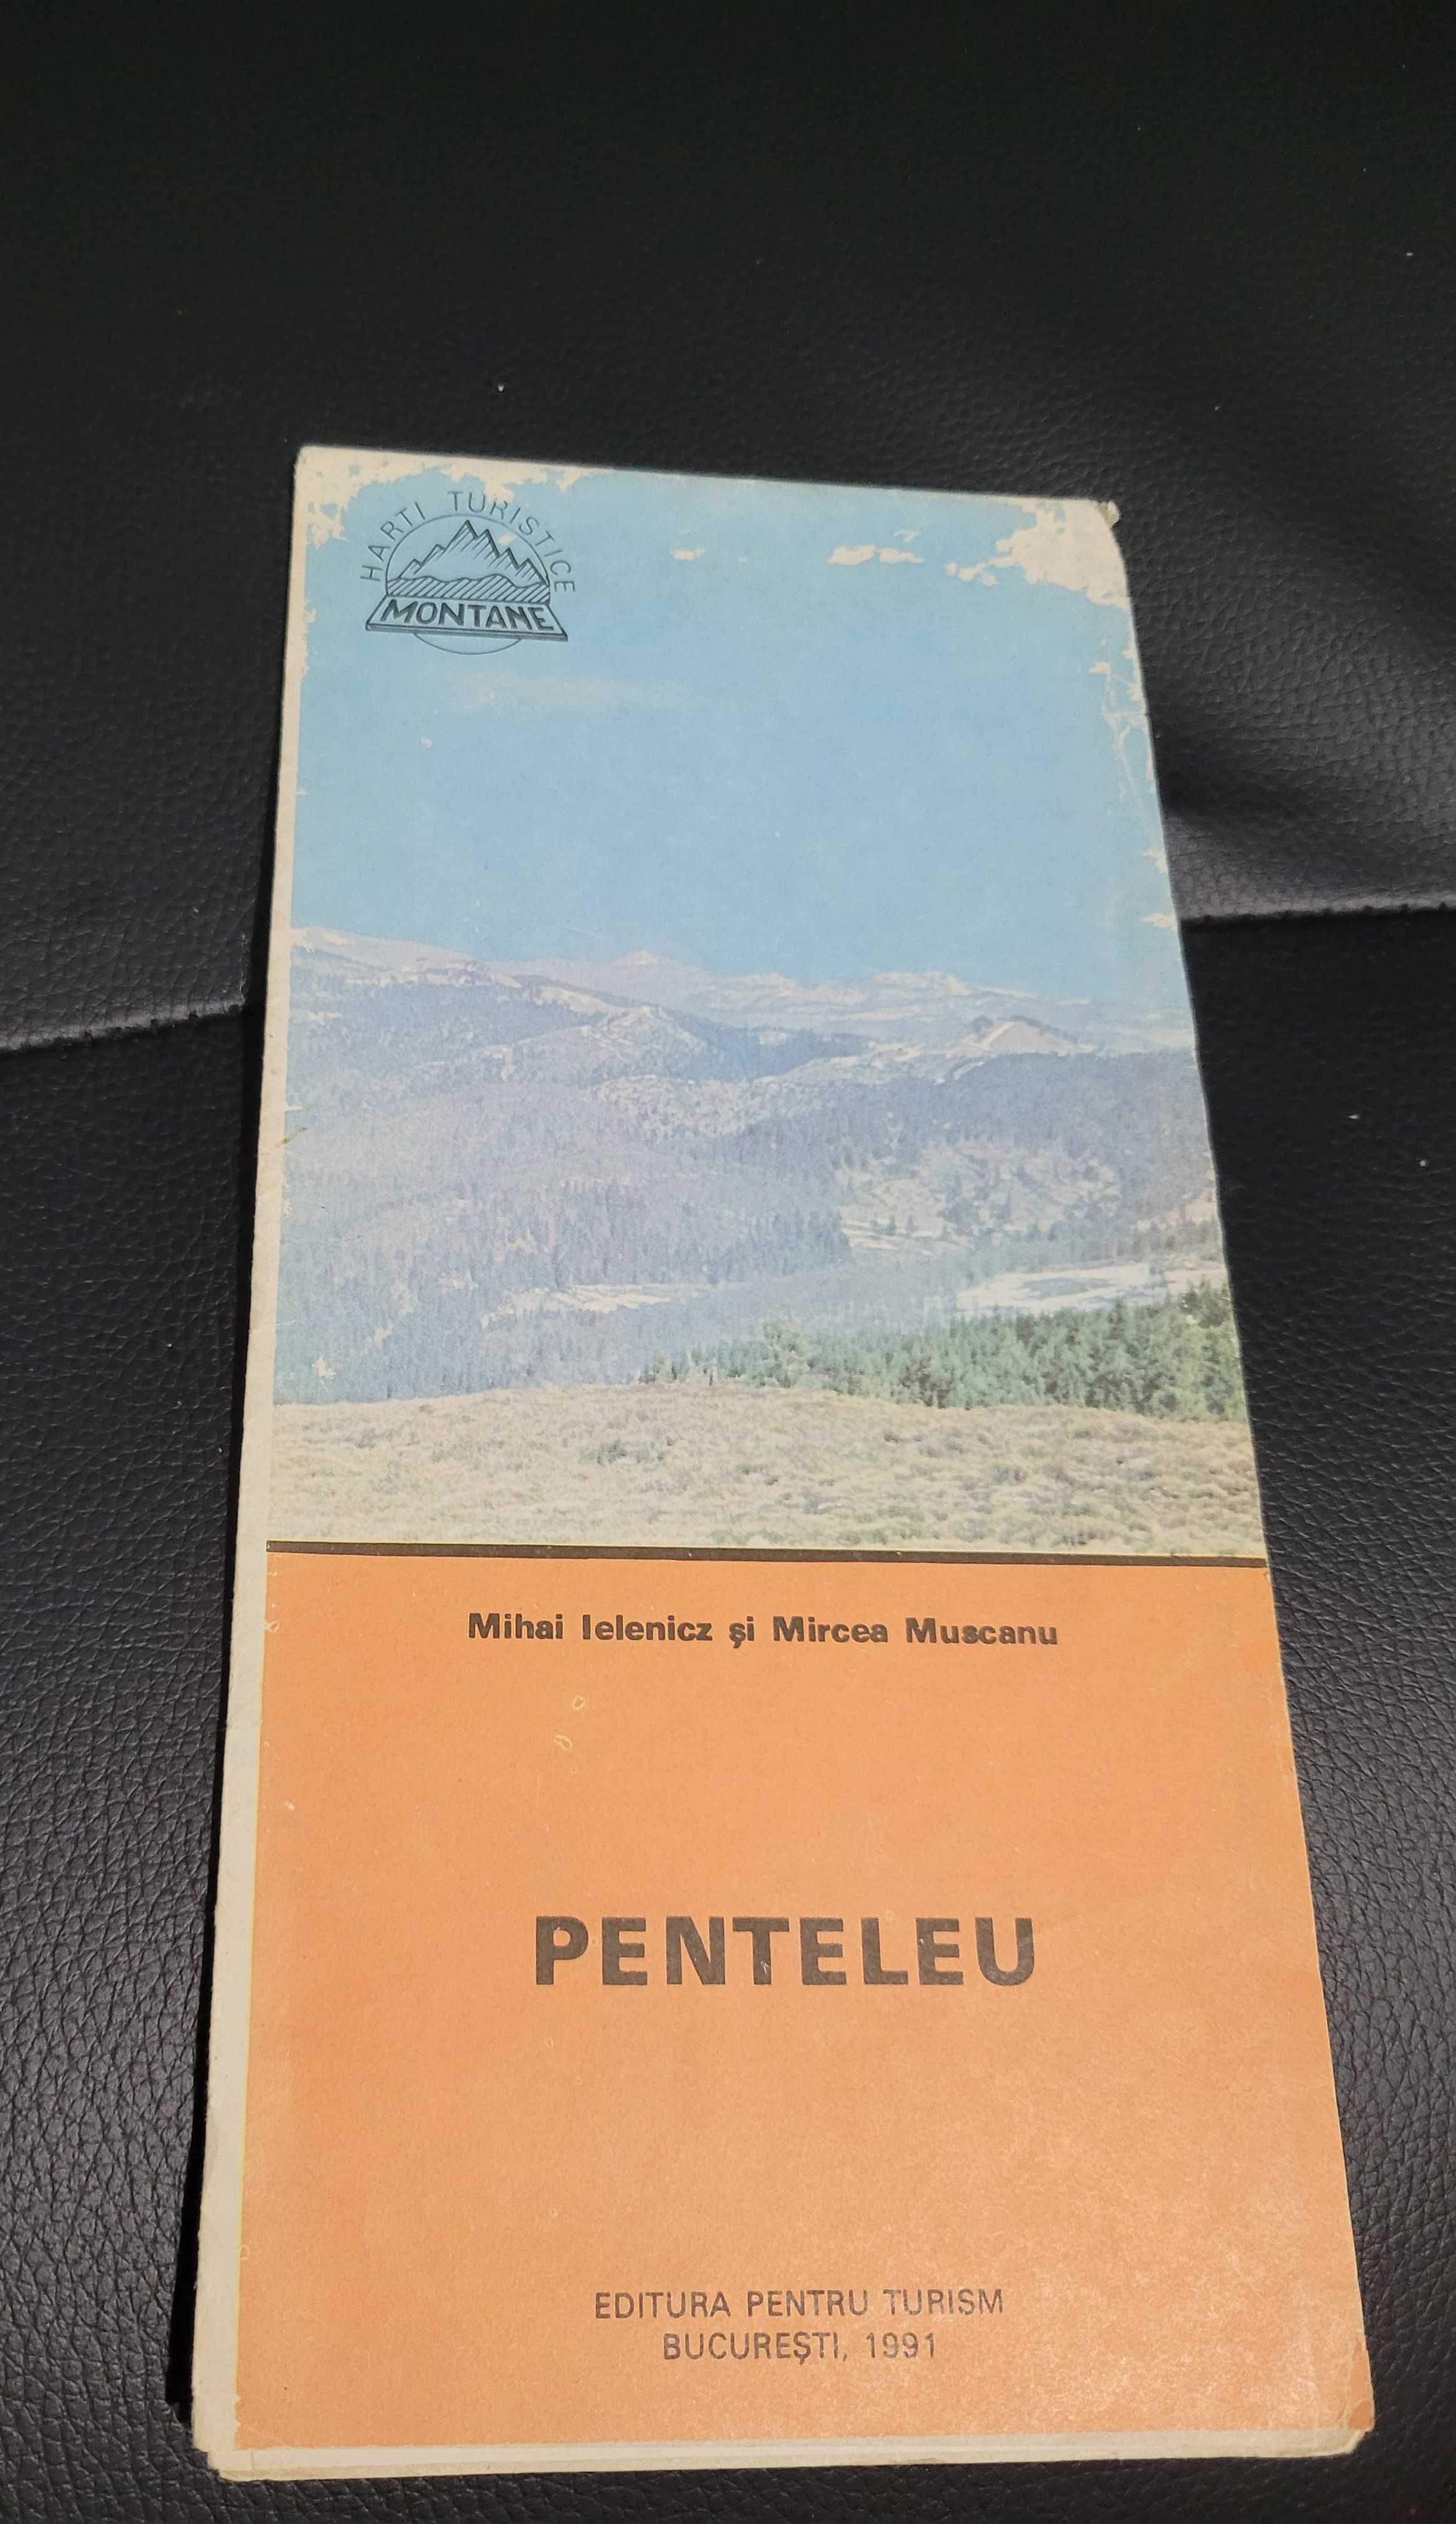 HARTI TURISTICE
MONTANE
Mihai Ielenicz şi Mircea Muscanu
PENTELEU
EDITURA PENTRU TURISM
BUCUREŞTI, 1991